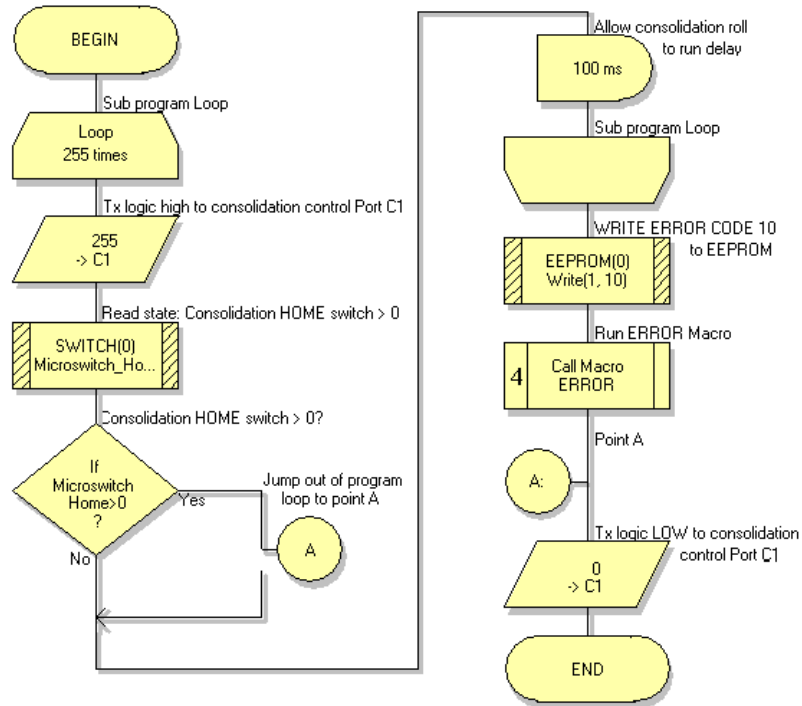 BEGIN
Sub program Loop
Loop
255 times
Tx logic high to consolidation control Port C1
255
-> C1
Read state: Consolidation HOME switch > 0
SWITCH(0)
Microswitch_Ho...
Consolidation HOME switch > 0?
If
Microswitch
Home>0
?
Yes
No
Jump out of program
loop to point A
A
Allow consolidation roll
to run delay
100 ms
Sub program Loop
WRITE ERROR CODE 10
to EEPROM
EEPROM(0)
Write(1, 10)
Run ERROR Macro
4
Call Macro
ERROR
Point A
A:
Tx logic LOW to consolidation
control Port C1
0
-> C1
END